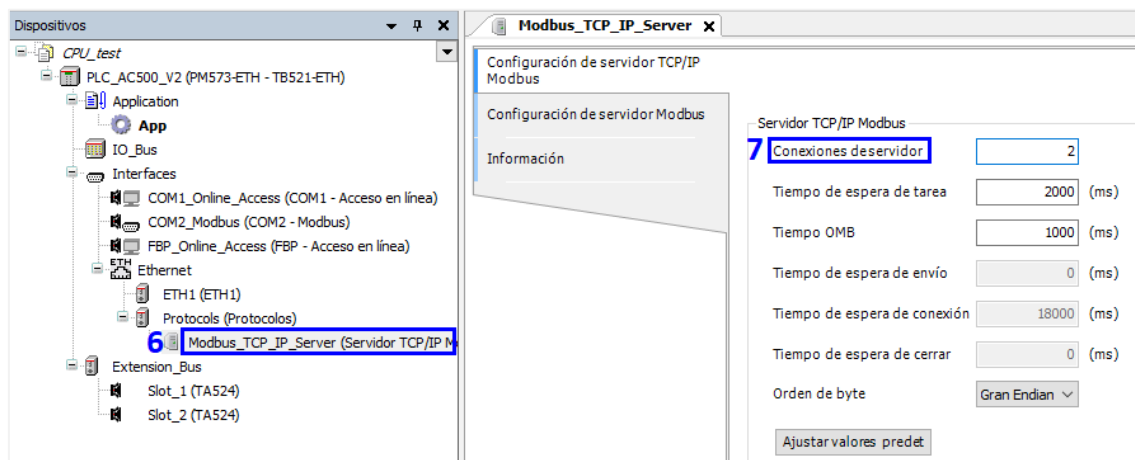 Dispositivos
CPU_test
PLC_AC500_V2 (PM573-ETH - TB521-ETH)
Application
App
IO_Bus
Interfaces
COM1_Online_Access (COM1 - Acceso en línea)
COM2_Modbus (COM2 - Modbus)
FBP_Online_Access (FBP - Acceso en línea)
ETH
Ethernet
ETH1 (ETH1)
Protocols (Protocolos)
6 Modbus_TCP_IP_Server (Servidor TCP/IP M
Extension_Bus
Slot_1 (TA524)
Slot_2 (TA524)
Modbus_TCP_IP_Server X
Configuración de servidor TCP/IP
Modbus
Configuración de servidor Modbus
Información
Servidor TCP/IP Modbus
7 Conexiones de servidor 2
Tiempo de espera de tarea 2000 (ms)
Tiempo OMB 1000 (ms)
Tiempo de espera de envío 0 (ms)
Tiempo de espera de conexión 18000 (ms)
Tiempo de espera de cerrar 0 (ms)
Orden de byte Gran Endian
Ajustar valores predet